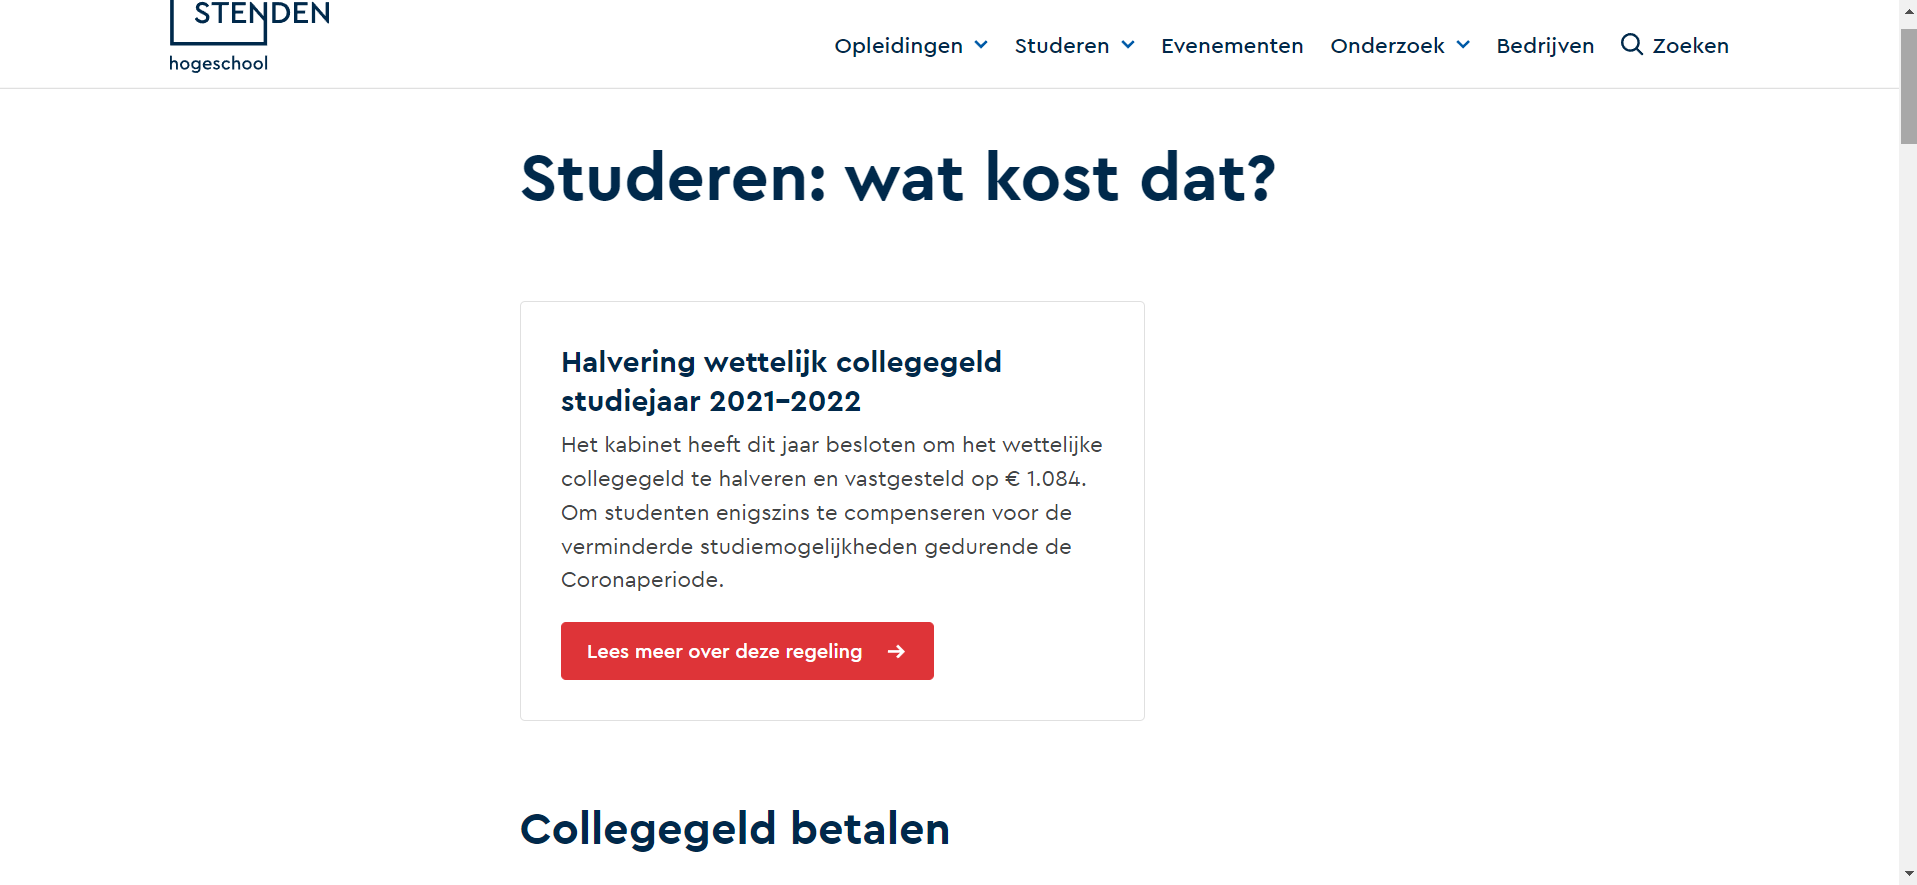 STENDEN
hogeschool
Opleidingen Studeren Evenementen Onderzoek Bedrijven Zoeken
Studeren: wat kost dat?
Halvering wettelijk collegegeld
studiejaar 2021-2022
Het kabinet heeft dit jaar besloten om het wettelijke
collegegeld te halveren en vastgesteld op € 1.084.
Om studenten enigszins te compenseren voor de
verminderde studiemogelijkheden gedurende de
Coronaperiode.
Lees meer over deze regeling →
Collegegeld betalen